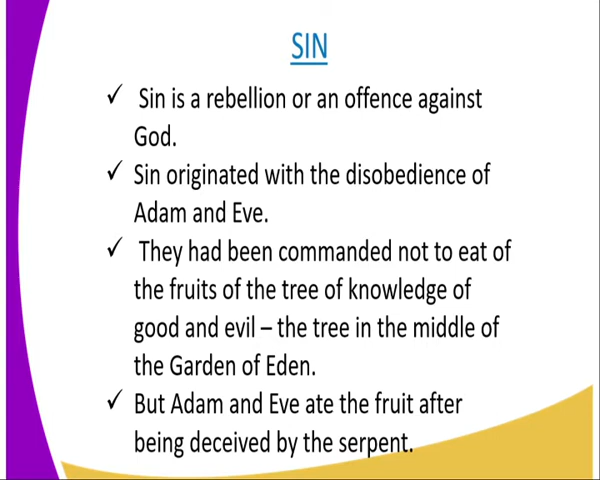 SIN
✓ Sin is a rebellion or an offence against
God.
✓ Sin originated with the disobedience of
Adam and Eve.
✓ They had been commanded not to eat of
the fruits of the tree of knowledge of
good and evil – the tree in the middle of
the Garden of Eden.
✓ But Adam and Eve ate the fruit after
being deceived by the serpent.